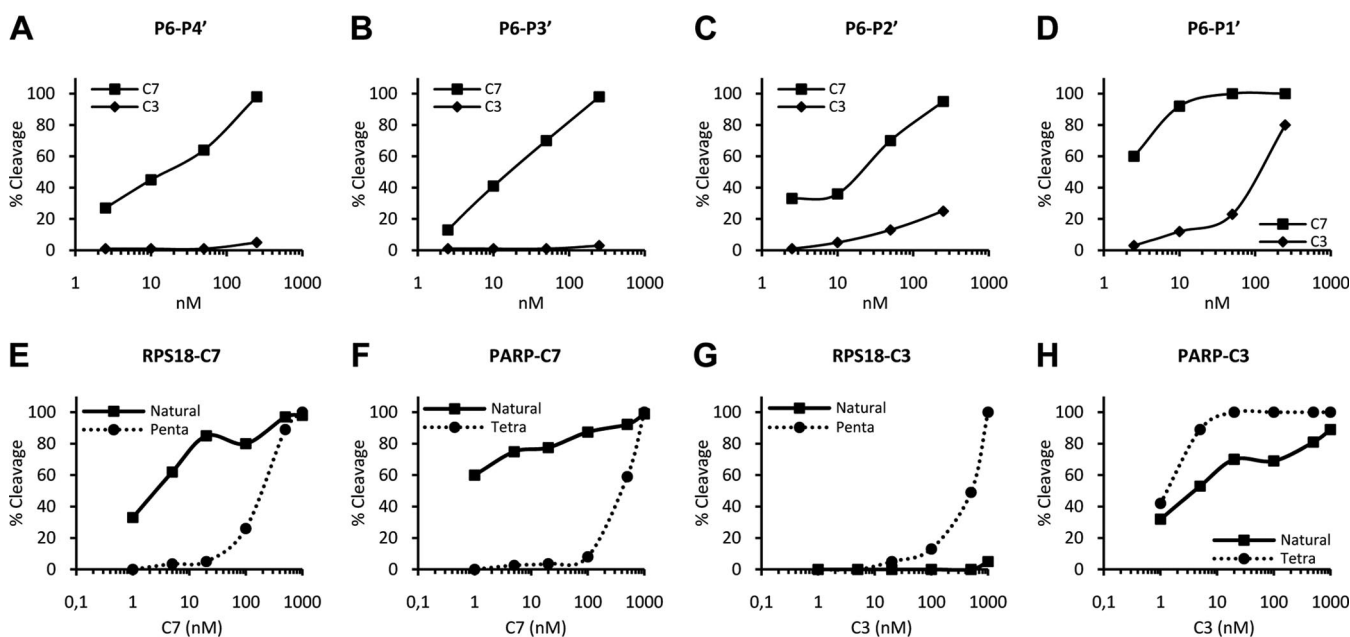 A P6-P4’
C7
C3
100
80
60
40
20
0
% Cleavage
1 10 100 1000
nM
B P6-P3’
C7
C3
100
80
60
40
20
0
% Cleavage
1 10 100 1000
nM
C P6-P2’
C7
C3
100
80
60
40
20
0
% Cleavage
1 10 100 1000
nM
D P6-P1’
100
80
60
40
20
0
% Cleavage
C7
C3
1 10 100 1000
nM
E RPS18-C7
Natural
Penta
100
80
60
40
20
0
% Cleavage
0,1 1 10 100 1000
C7 (nM)
F PARP-C7
Natural
Tetra
100
80
60
40
20
0
% Cleavage
0,1 1 10 100 1000
C7 (nM)
G RPS18-C3
Natural
Penta
100
80
60
40
20
0
% Cleavage
0,1 1 10 100 1000
C3 (nM)
H PARP-C3
100
80
60
40
20
0
% Cleavage
Natural
Tetra
0,1 1 10 100 1000
C3 (nM)